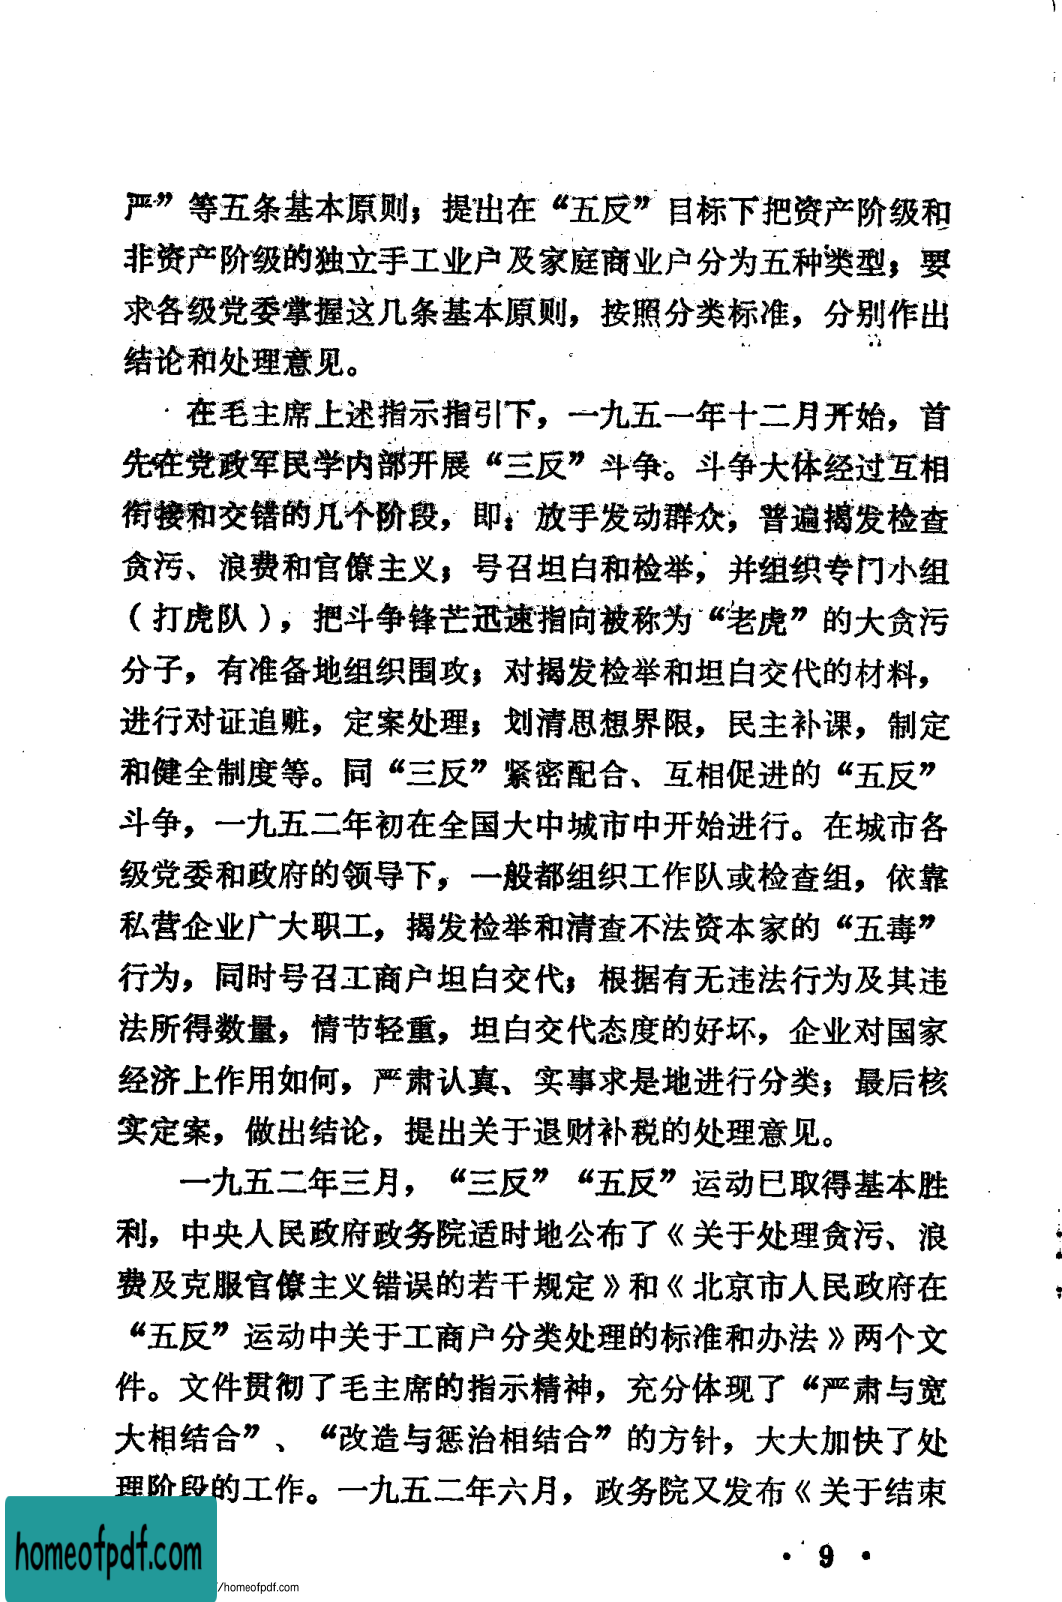 严”等五条基本原则；提出在“五反”目标下把资产阶级和
非资产阶级的独立手工业户及家庭商业户分为五种类型；要
求各级党委掌握这几条基本原则，按照分类标准，分别作出
结论和处理意见。
在毛主席上述指示指引下，一九五一年十二月开始，首
先在党政军民学内部开展“三反”斗争。斗争大体经过互相
衔接和交错的几个阶段，即：放手发动群众，普遍揭发检查
贪污、浪费和官僚主义；号召坦白和检举，并组织专门小组
（打虎队），把斗争锋芒迅速指向被称为“老虎”的大贪污
分子，有准备地组织围攻；对揭发检举和坦白交代的材料，
进行对证追赃，定案处理；划清思想界限，民主补课，制定
和健全制度等。同“三反”紧密配合、互相促进的“五反”
斗争，一九五二年初在全国大中城市中开始进行。在城市各
级党委和政府的领导下，一般都组织工作队或检查组，依靠
私营企业广大职工，揭发检举和清查不法资本家的“五毒”
行为，同时号召工商户坦白交代；根据有无违法行为及其违
法所得数量，情节轻重，坦白交代态度的好坏，企业对国家
经济上作用如何，严肃认真、实事求是地进行分类；最后核
实定案，做出结论，提出关于退财补税的处理意见。
一九五二年三月，“三反”“五反”运动已取得基本胜
利，中央人民政府政务院适时地公布了《关于处理贪污、浪
费及克服官僚主义错误的若干规定》和《北京市人民政府在
“五反”运动中关于工商户分类处理的标准和办法》两个文
件。文件贯彻了毛主席的指示精神，充分体现了“严肃与宽
大相结合”、“改造与惩治相结合”的方针，大大加快了处
理阶段的工作。一九五二年六月，政务院又发布《关于结束
· 9 ·
homeofpdf.com
/homeofpdf.com